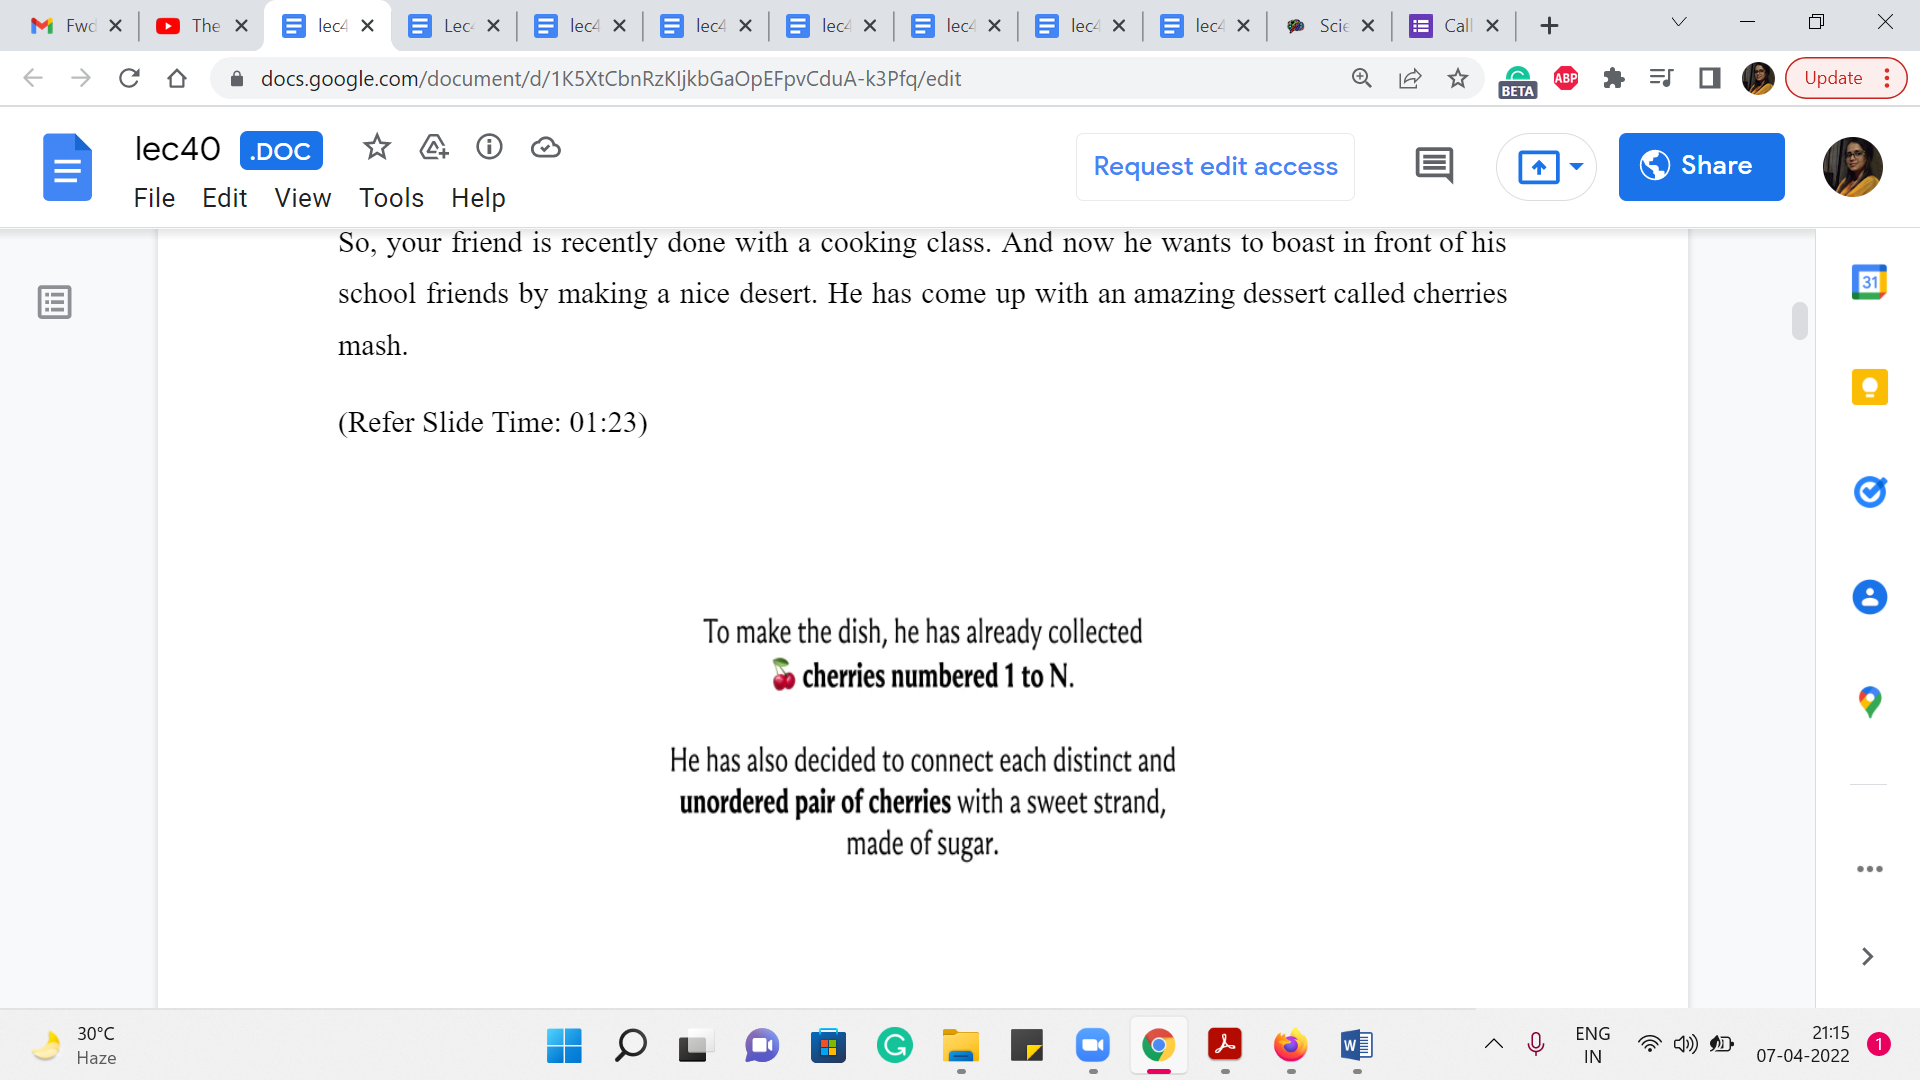 Fwd
The
lec4
Lec4
lec4
lec4
lec4
lec4
lec4
lec4
Scie
Call
docs.google.com/document/d/1K5XtCbnRzKIjkbGaOpEFpvCduA-k3Pfq/edit
BETA
ABP
Update
lec40
.DOC
Request edit access
Share
File Edit View Tools Help
So, your friend is recently done with a cooking class. And now he wants to boast in front of his
school friends by making a nice desert. He has come up with an amazing dessert called cherries
mash.
(Refer Slide Time: 01:23)
To make the dish, he has already collected
🍒 cherries numbered 1 to N.
He has also decided to connect each distinct and
unordered pair of cherries with a sweet strand,
made of sugar.
31
30°C
Haze
ENG
IN
21:15
07-04-2022
1